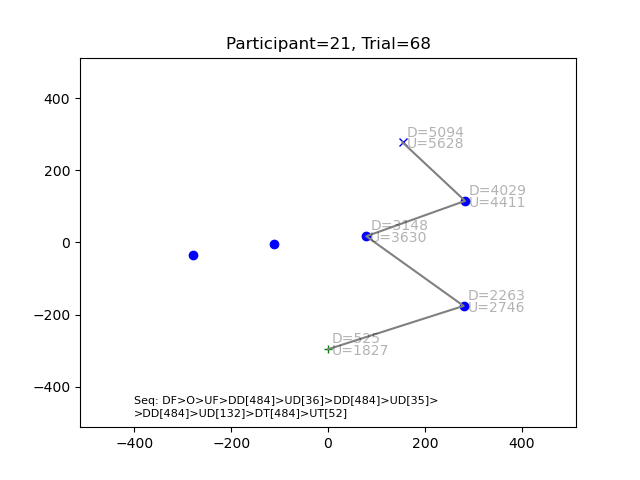 Participant=21, Trial=68
400
200
0
−200
−400
D=5094
U=5628
D=4029
U=4411
D=3148
U=3630
D=2263
U=2746
D=525
U=1827
Seq: DF>O>UF>DD[484]>UD[36]>DD[484]>UD[35]>
>DD[484]>UD[132]>DT[484]>UT[52]
−400 −200 0 200 400